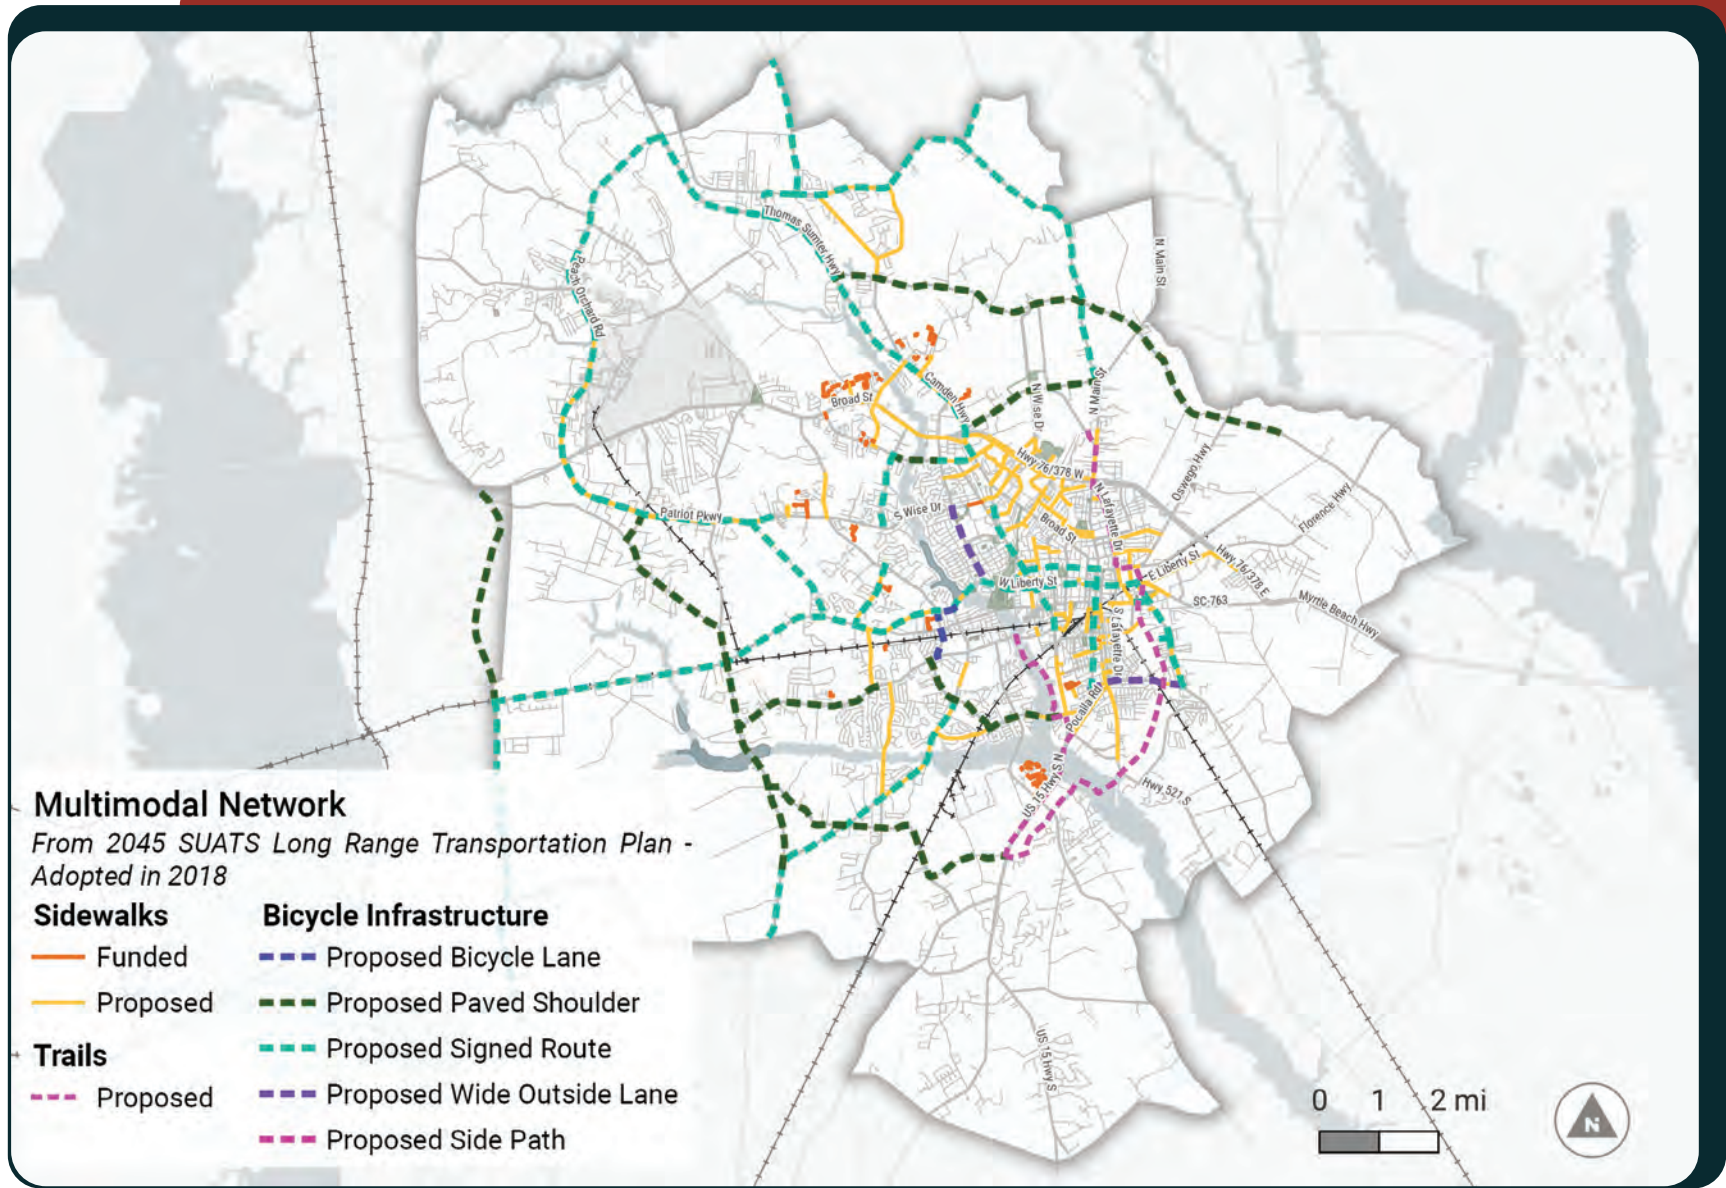 N Main St
Thomas Sumter Hwy
Peach Orchard Rd
Camden Hwy
N Main St
Broad St
N Wise Dr
Hwy 76/378 W
Oswego Hwy
N Lafayette Dr
Florence Hwy
Patriot Pkwy
S Wise Dr
Broad St
Hwy 76/378 E
E Liberty St
W Liberty St
SC-763
Myrtle Beach Hwy
S Lafayette Dr
Pocalla Rd
US 15 Hwy S N
Hwy 521 S
US 15 Hwy S
Multimodal Network
From 2045 SUATS Long Range Transportation Plan -
Adopted in 2018
Sidewalks
Funded
Proposed
Trails
Proposed
Bicycle Infrastructure
Proposed Bicycle Lane
Proposed Paved Shoulder
Proposed Signed Route
Proposed Wide Outside Lane
Proposed Side Path
0 1 2 mi
N